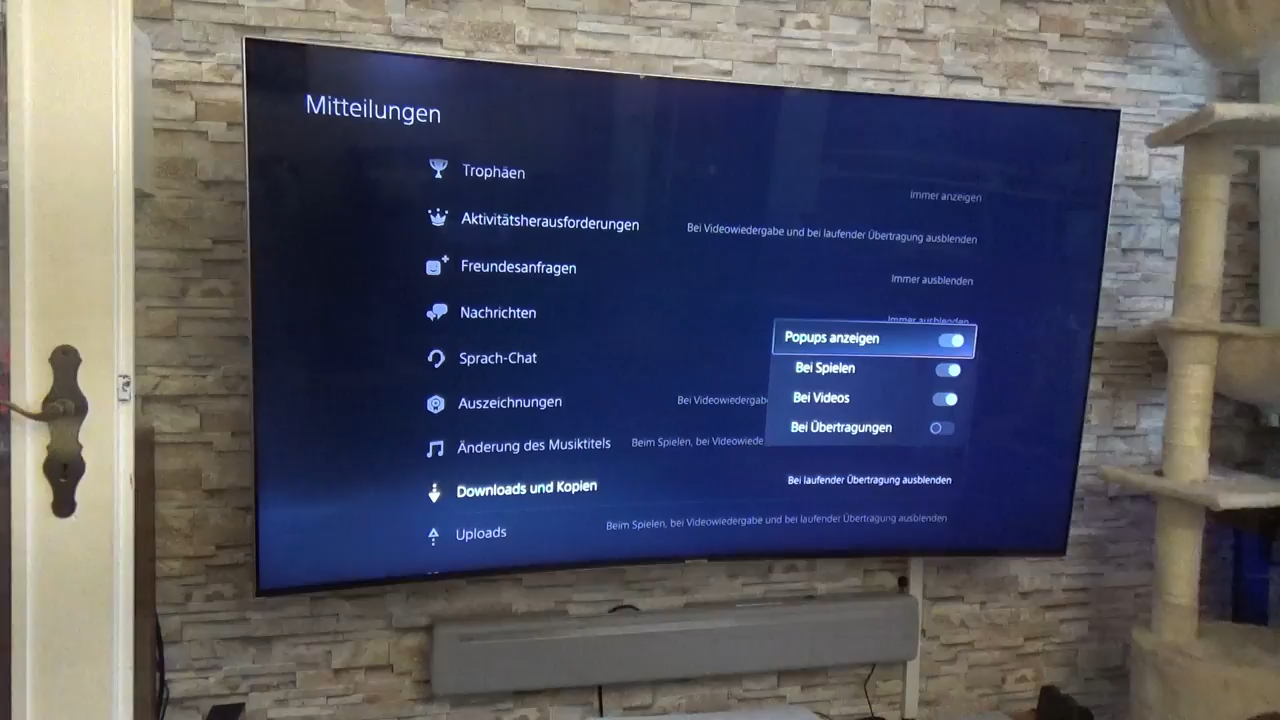 Mitteilungen
Trophäen
Immer anzeigen
Aktivitätsherausforderungen
Bei Videowiedergabe und bei laufender Übertragung ausblenden
Freundesanfragen
Immer ausblenden
Nachrichten
Immer ausblenden
Popups anzeigen
Sprach-Chat
Bei Spielen
Auszeichnungen
Bei Videowiedergab
Bei Videos
Änderung des Musiktitels
Beim Spielen, bei Videowiede
Bei Übertragungen
Downloads und Kopien
Bei laufender Übertragung ausblenden
Uploads
Beim Spielen, bei Videowiedergabe und bei laufender Übertragung ausblenden